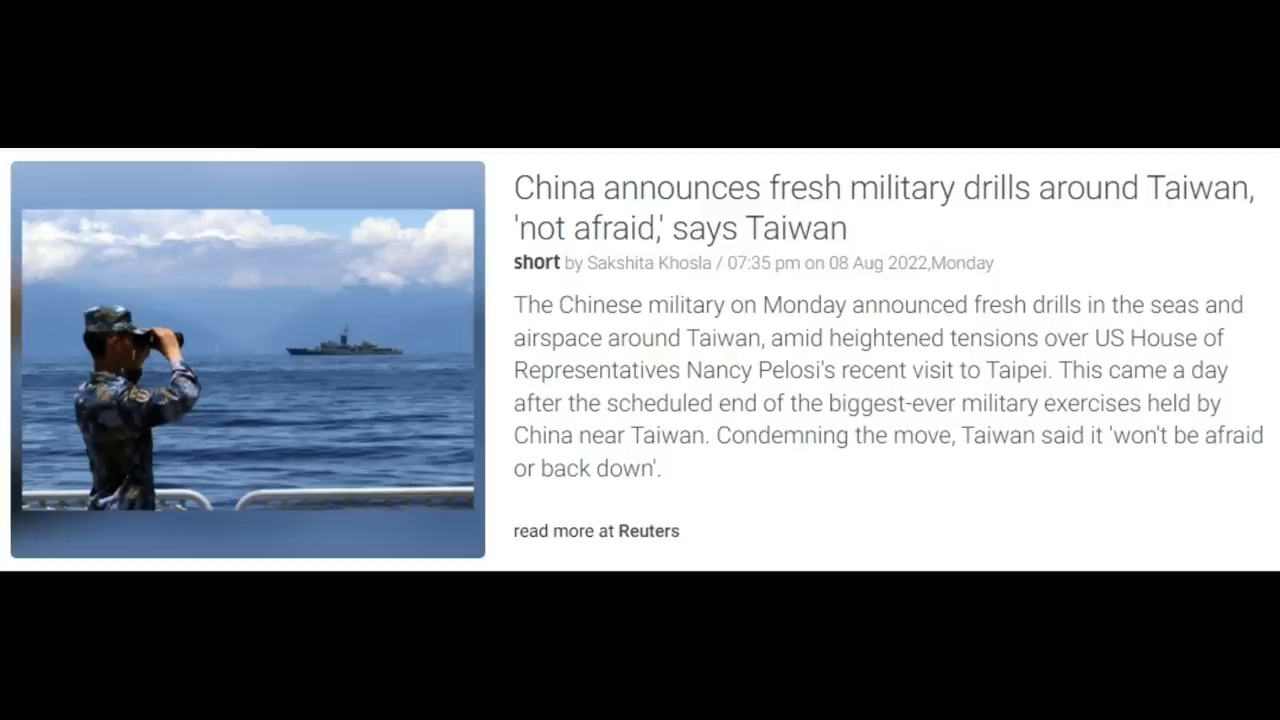 China announces fresh military drills around Taiwan,
'not afraid,' says Taiwan
short by Sakshita Khosla / 07:35 pm on 08 Aug 2022,Monday
The Chinese military on Monday announced fresh drills in the seas and
airspace around Taiwan, amid heightened tensions over US House of
Representatives Nancy Pelosi's recent visit to Taipei. This came a day
after the scheduled end of the biggest-ever military exercises held by
China near Taiwan. Condemning the move, Taiwan said it 'won't be afraid
or back down'.
read more at Reuters